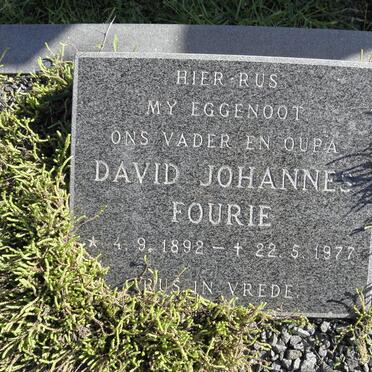 HIER RUS
MY EGGENOOT
ONS VADER EN OUPA
DAVID JOHANNES
FOURIE
★ 4.9.1892 — ✝ 22.5.1977
RUS IN VREDE